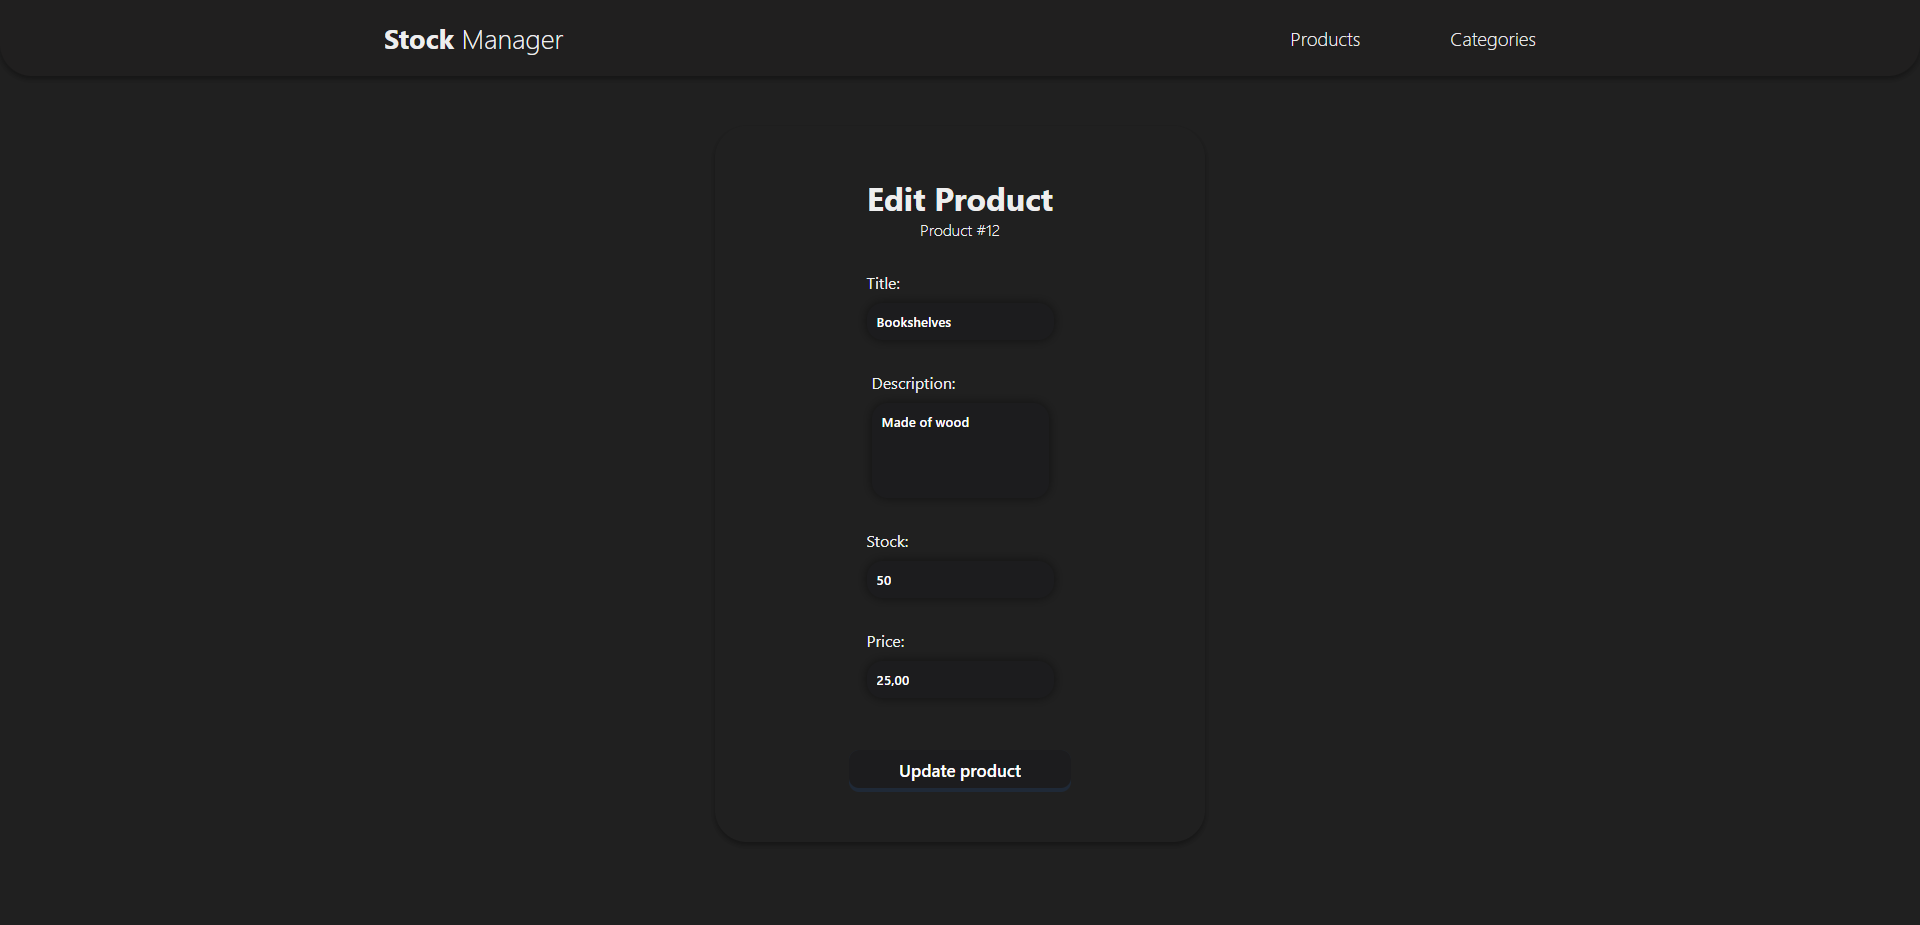 Stock Manager
Products
Categories
Edit Product
Product #12
Title:
Bookshelves
Description:
Made of wood
Stock:
50
Price:
25,00
Update product